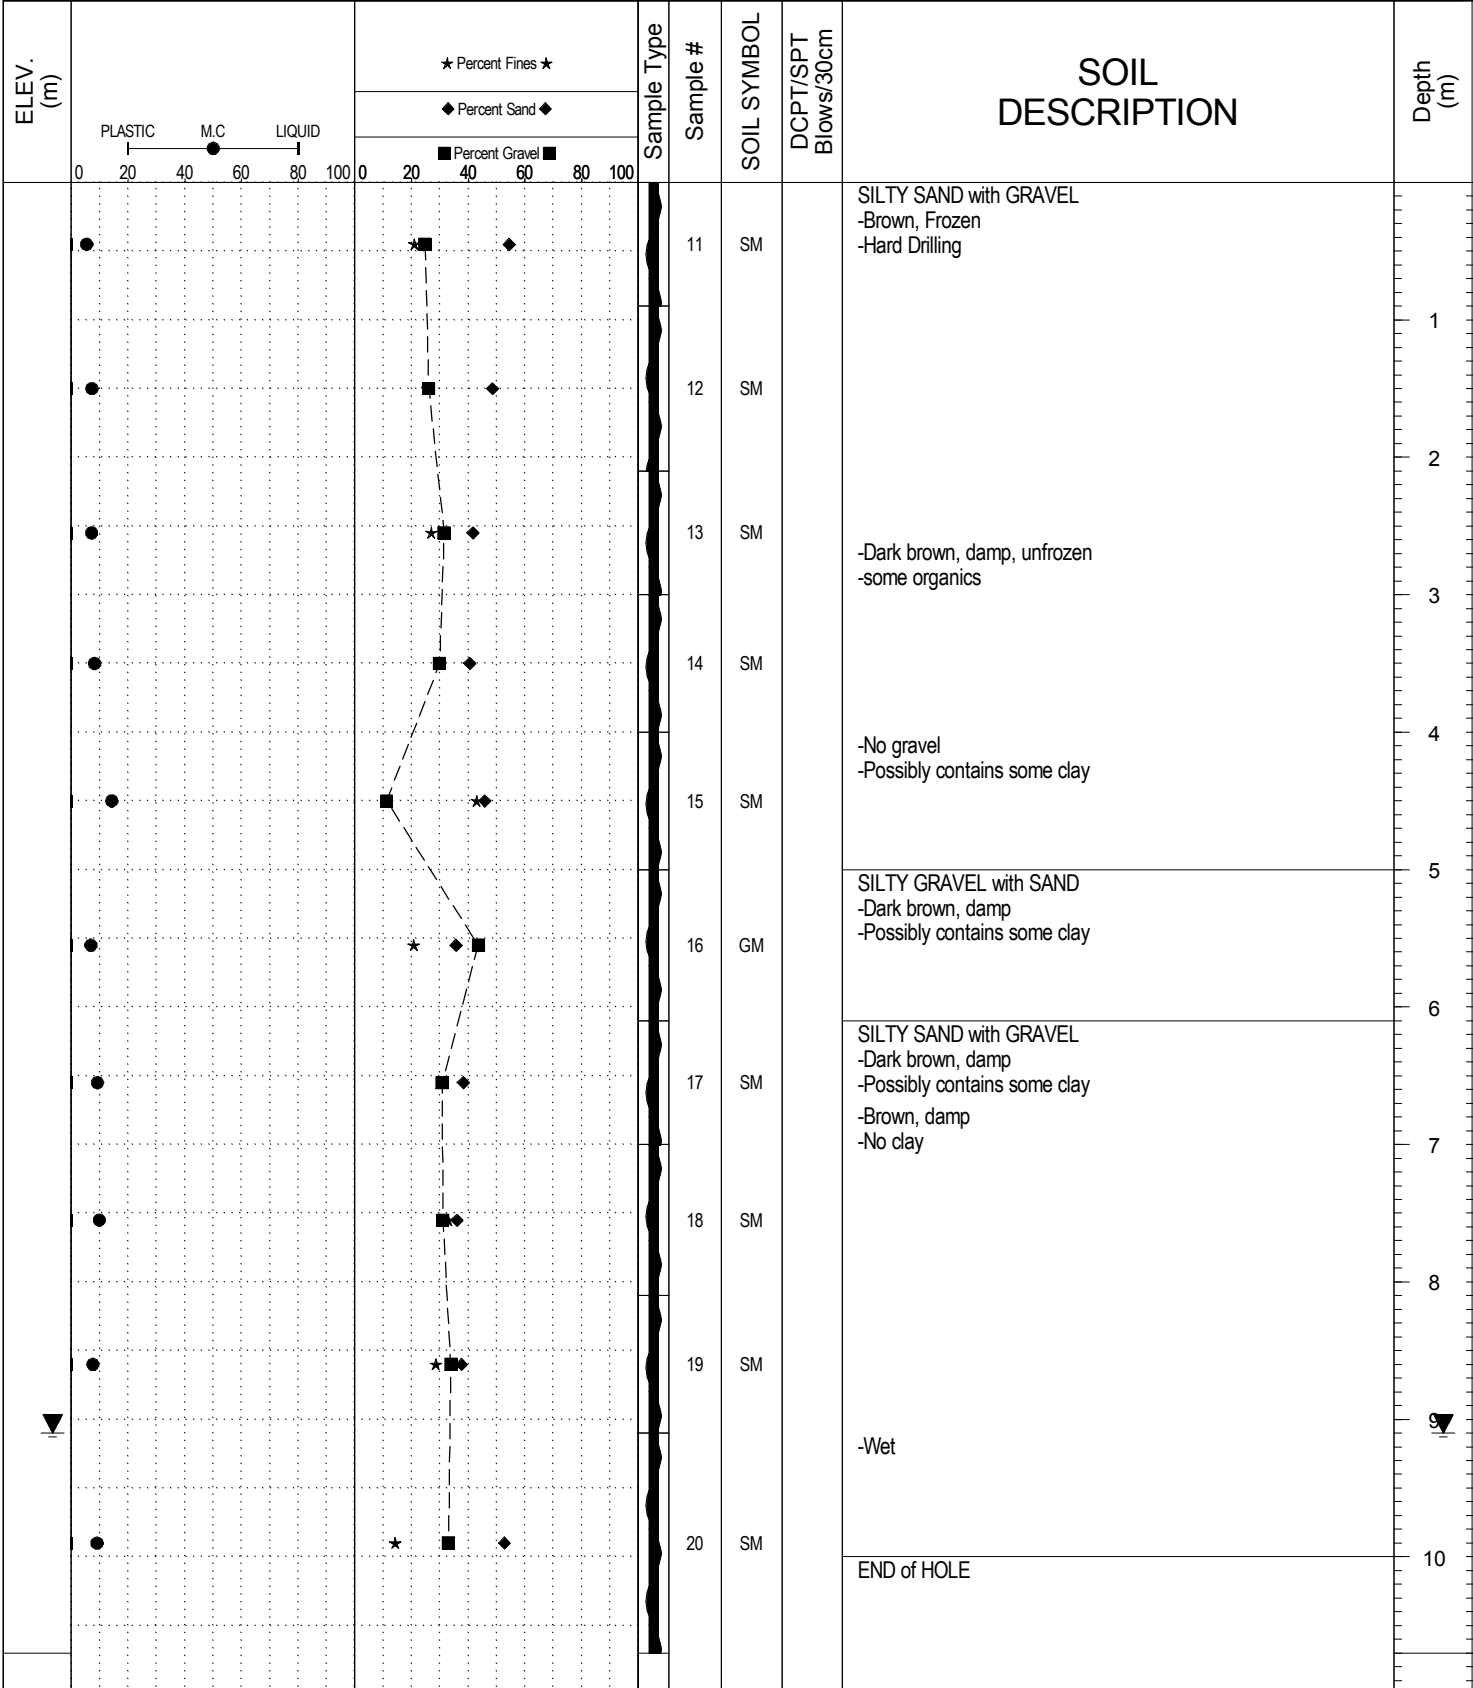 ELEV.
(m)
PLASTIC M.C LIQUID
0 20 40 60 80 100
★ Percent Fines ★
◆ Percent Sand ◆
■ Percent Gravel ■
0 20 40 60 80 100
Sample Type
Sample #
SOIL SYMBOL
DCPT/SPT
Blows/30cm
SOIL
DESCRIPTION
Depth
(m)
SILTY SAND with GRAVEL
-Brown, Frozen
11 SM -Hard Drilling
1
12 SM
2
13 SM
-Dark brown, damp, unfrozen
-some organics
3
14 SM
4
-No gravel
-Possibly contains some clay
15 SM
5
SILTY GRAVEL with SAND
-Dark brown, damp
-Possibly contains some clay
16 GM
6
SILTY SAND with GRAVEL
-Dark brown, damp
17 SM -Possibly contains some clay
-Brown, damp
-No clay
7
18 SM
8
19 SM
9
-Wet
20 SM
10
END of HOLE